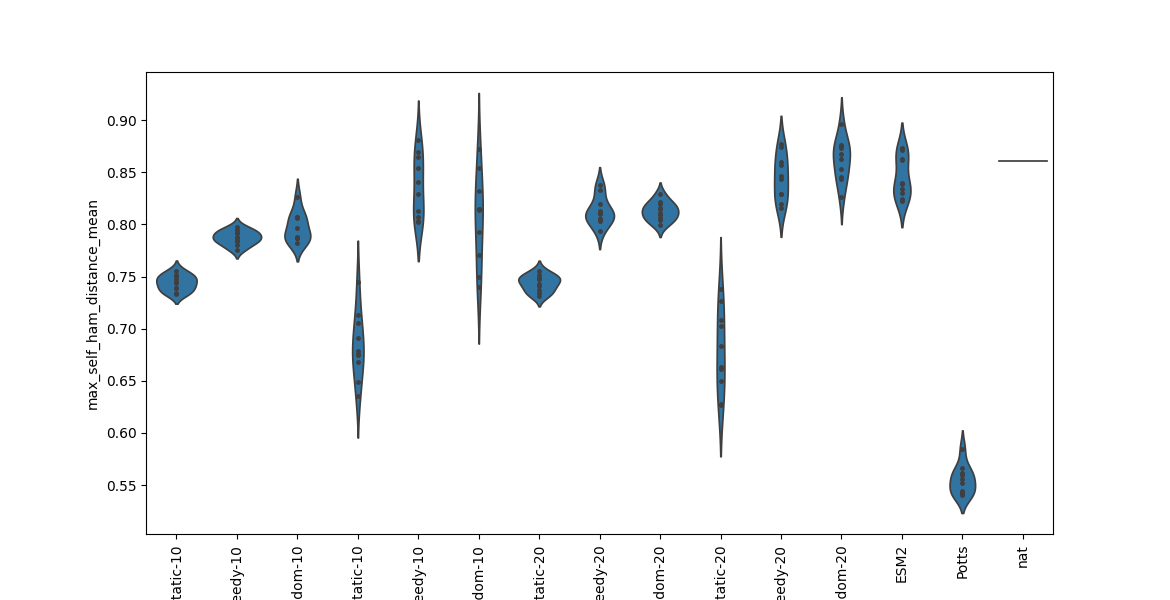 max_self_ham_distance_mean
0.90
0.85
0.80
0.75
0.70
0.65
0.60
0.55
tatic-10
eedy-10
dom-10
tatic-10
eedy-10
dom-10
tatic-20
eedy-20
dom-20
tatic-20
eedy-20
dom-20
ESM2
Potts
nat